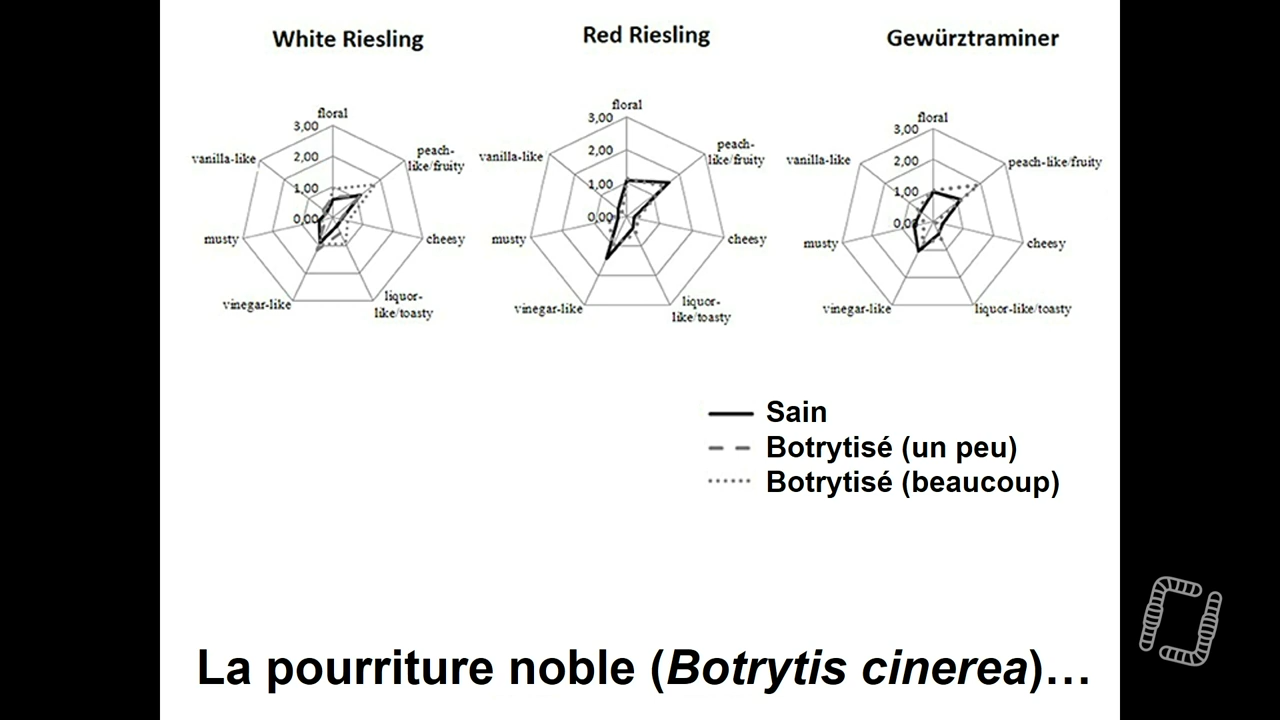 White Riesling
Red Riesling
Gewürztraminer
floral
3,00
2,00
1,00
0,00
vanilla-like
peach-
like/fruity
musty
cheesy
vinegar-like
liquor-
like/toasty
floral
3,00
2,00
1,00
0,00
vanilla-like
peach-
like/fruity
musty
cheesy
vinegar-like
liquor-
like/toasty
floral
3,00
2,00
1,00
0,00
vanilla-like
peach-like/fruity
musty
cheesy
vinegar-like
liquor-like/toasty
Sain
Botrytisé (un peu)
Botrytisé (beaucoup)
La pourriture noble (Botrytis cinerea)…